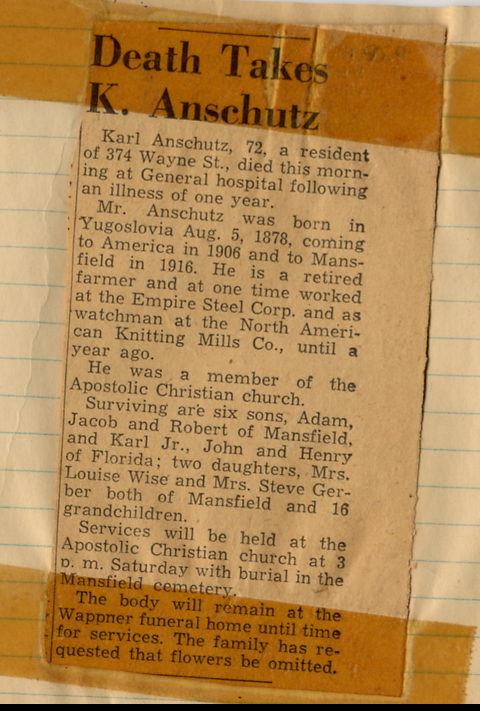 Death Takes
K. Anschutz
Karl Anschutz, 72, a resident
of 374 Wayne St., died this morn-
ing at General hospital following
an illness of one year.
Mr. Anschutz was born in
Yugoslovia Aug. 5, 1878, coming
to America in 1906 and to Mans-
field in 1916. He is a retired
farmer and at one time worked
at the Empire Steel Corp. and as
watchman at the North Ameri-
can Knitting Mills Co., until a
year ago.
He was a member of the
Apostolic Christian church.
Surviving are six sons, Adam,
Jacob and Robert of Mansfield,
and Karl Jr., John and Henry
of Florida; two daughters, Mrs.
Louise Wise and Mrs. Steve Ger-
ber both of Mansfield and 16
grandchildren.
Services will be held at the
Apostolic Christian church at 3
p. m. Saturday with burial in the
Mansfield cemetery.
The body will remain at the
Wappner funeral home until time
for services. The family has re-
quested that flowers be omitted.